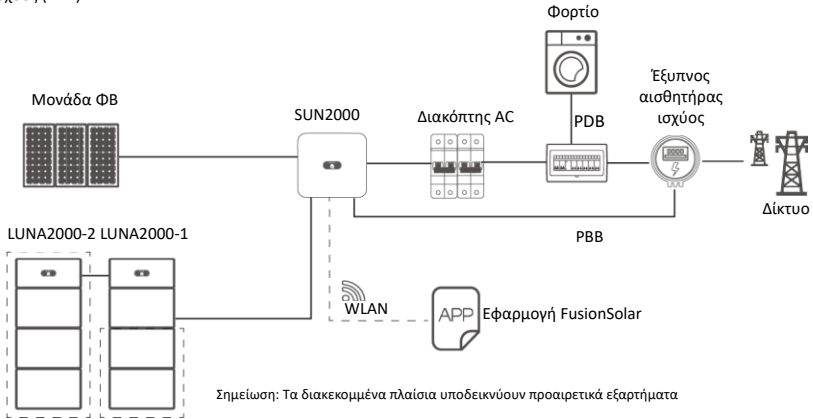 Φορτίο
Έξυπνος
αισθητήρας
ισχύος
Μονάδα ΦΒ
SUN2000
Διακόπτης AC
PDB
Δίκτυο
LUNA2000-2 LUNA2000-1
PBB
WLAN
APP
Εφαρμογή FusionSolar
Σημείωση: Τα διακεκομμένα πλαίσια υποδεικνύουν προαιρετικά εξαρτήματα